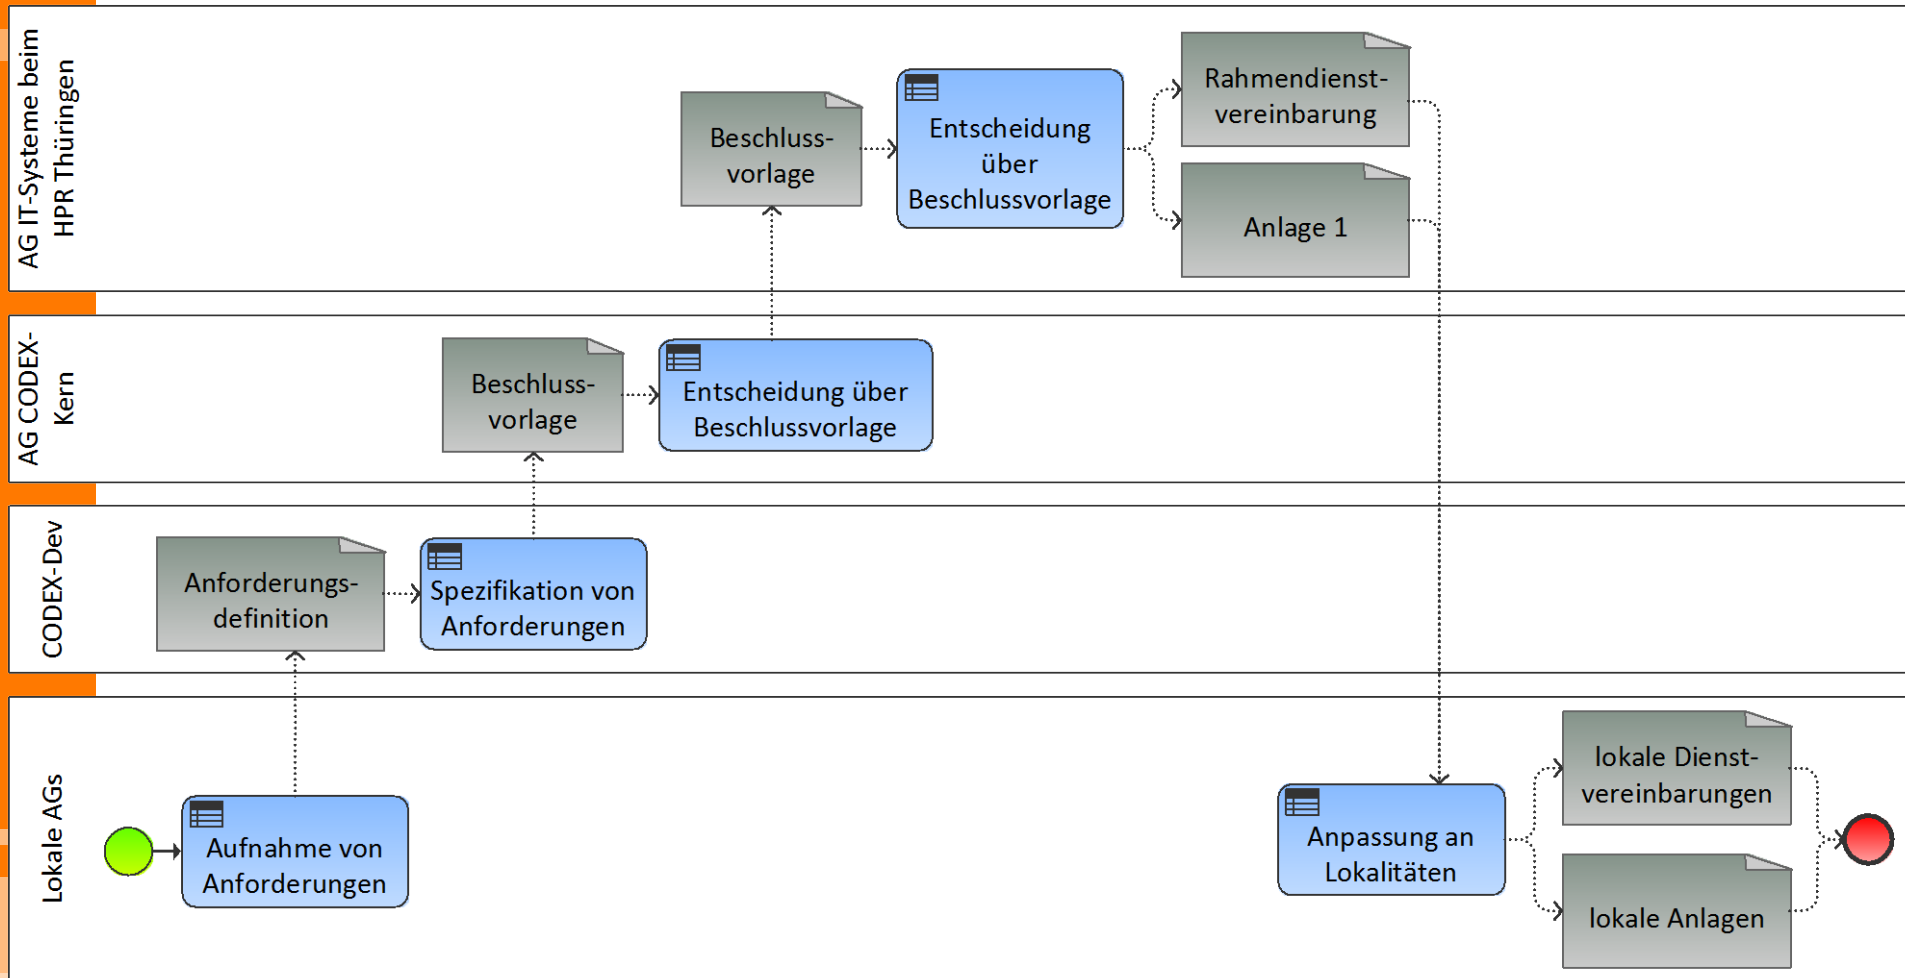 AG IT-Systeme beim
HPR Thüringen
Beschluss-
vorlage
Entscheidung
über
Beschlussvorlage
Rahmendienst-
vereinbarung
Anlage 1
AG CODEX-
Kern
Beschluss-
vorlage
Entscheidung über
Beschlussvorlage
CODEX-Dev
Anforderungs-
definition
Spezifikation von
Anforderungen
Lokale AGs
Aufnahme von
Anforderungen
Anpassung an
Lokalitäten
lokale Dienst-
vereinbarungen
lokale Anlagen